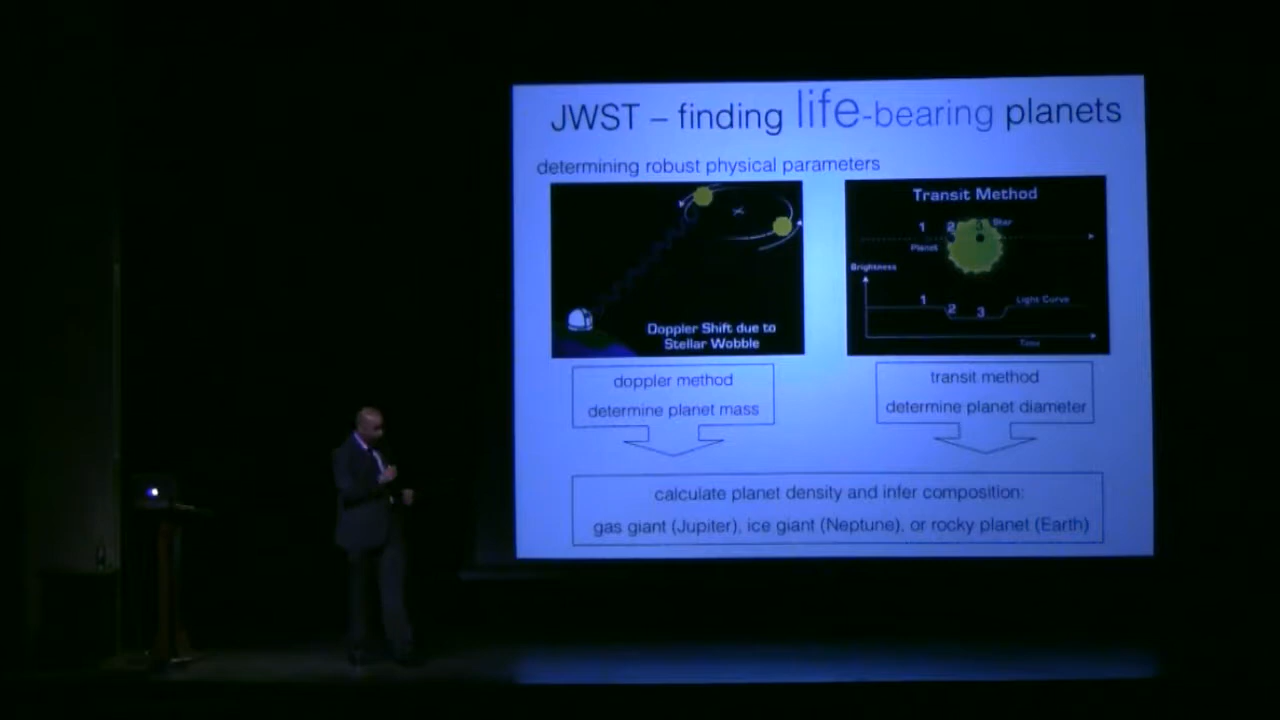 JWST – finding life-bearing planets
determining robust physical parameters
Doppler Shift due to
Stellar Wobble
Transit Method
1 2 3 Star
Planet
Brightness
1 2 3 Light Curve
Time
doppler method
determine planet mass
transit method
determine planet diameter
calculate planet density and infer composition:
gas giant (Jupiter), ice giant (Neptune), or rocky planet (Earth)